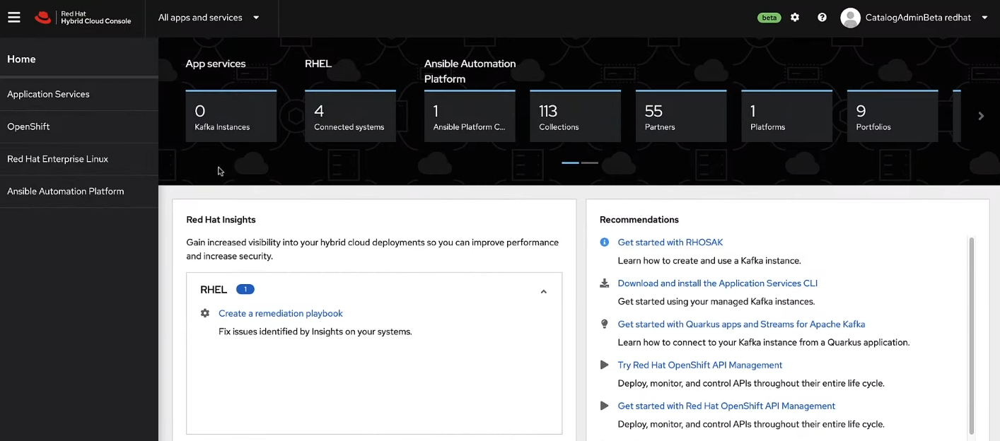 Red Hat
Hybrid Cloud Console
All apps and services
beta
CatalogAdminBeta redhat
Home
Application Services
OpenShift
Red Hat Enterprise Linux
Ansible Automation Platform
App services
RHEL
Ansible Automation
Platform
0
Kafka Instances
4
Connected systems
1
Ansible Platform C...
113
Collections
55
Partners
1
Platforms
9
Portfolios
Red Hat Insights
Gain increased visibility into your hybrid cloud deployments so you can improve performance
and increase security.
RHEL 1
Create a remediation playbook
Fix issues identified by Insights on your systems.
Recommendations
Get started with RHOSAK
Learn how to create and use a Kafka instance.
Download and install the Application Services CLI
Get started using your managed Kafka instances.
Get started with Quarkus apps and Streams for Apache Kafka
Learn how to connect to your Kafka instance from a Quarkus application.
Try Red Hat OpenShift API Management
Deploy, monitor, and control APIs throughout their entire life cycle.
Get started with Red Hat OpenShift API Management
Deploy, monitor, and control APIs throughout their entire life cycle.